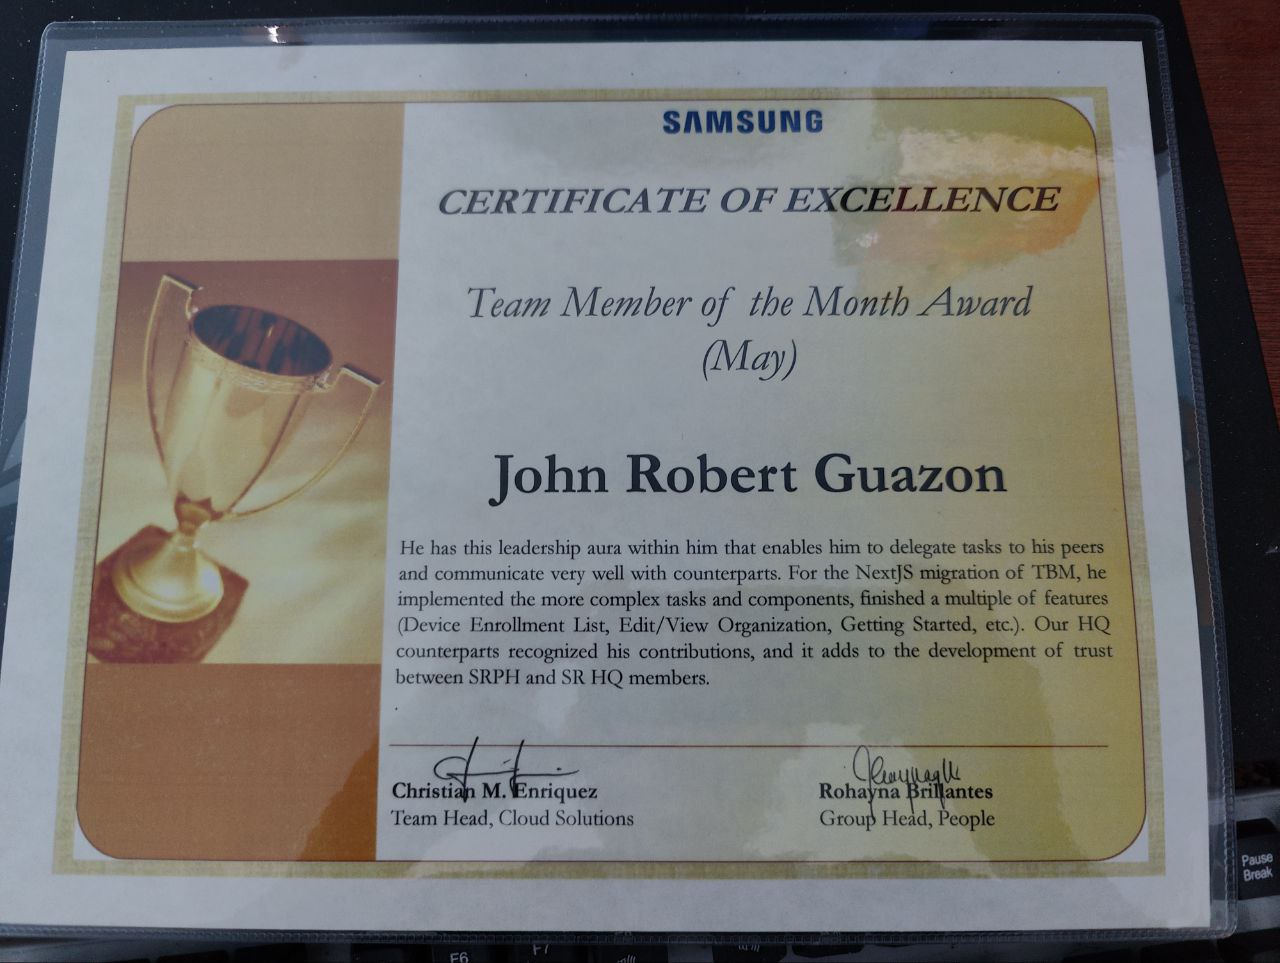 SAMSUNG
CERTIFICATE OF EXCELLENCE
Team Member of the Month Award
(May)
John Robert Guazon
He has this leadership aura within him that enables him to delegate tasks to his peers
and communicate very well with counterparts. For the NextJS migration of TBM, he
implemented the more complex tasks and components, finished a multiple of features
(Device Enrollment List, Edit/View Organization, Getting Started, etc.). Our HQ
counterparts recognized his contributions, and it adds to the development of trust
between SRPH and SR HQ members.
Christian M. Enriquez
Team Head, Cloud Solutions
Rohayna Brillantes
Group Head, People
Pause
Break
F6
F7